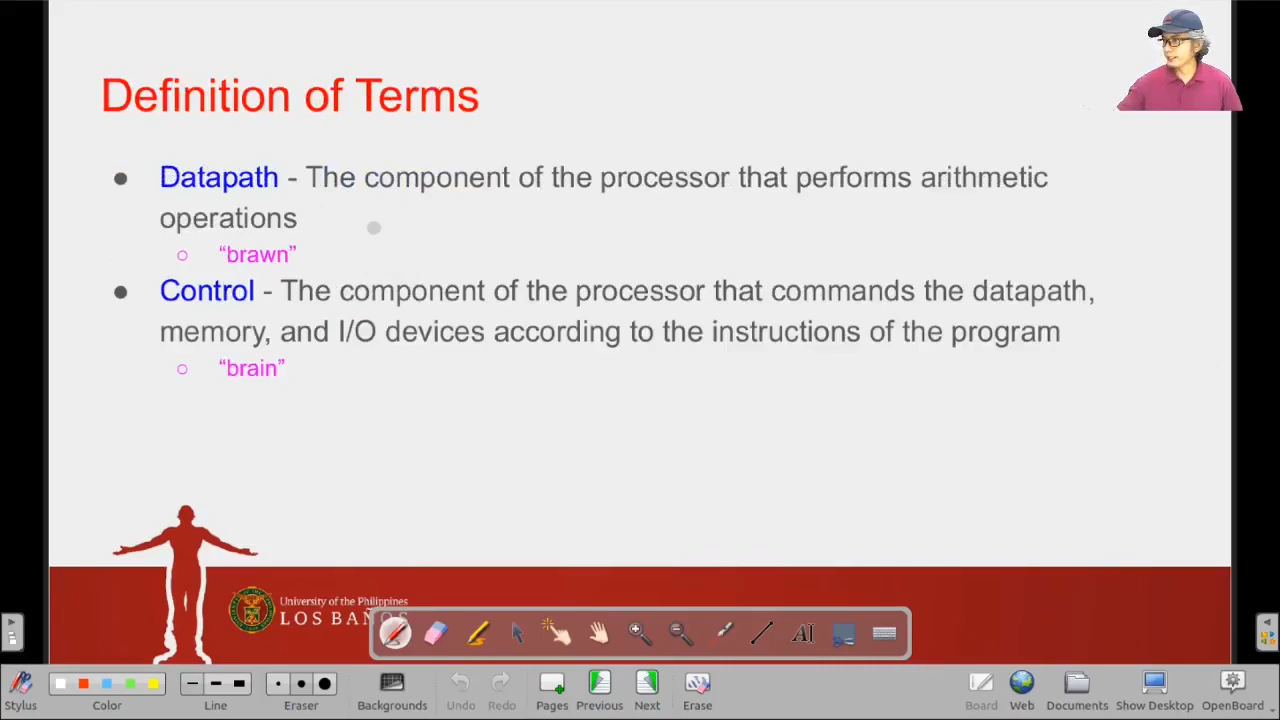 Definition of Terms
● Datapath - The component of the processor that performs arithmetic
operations
○ “brawn”
● Control - The component of the processor that commands the datapath,
memory, and I/O devices according to the instructions of the program
○ “brain”
University of the Philippines
LOS BAÑOS
Stylus
Color
Line
Eraser
Backgrounds
Undo
Redo
Pages
Previous
Next
Erase
Board
Web
Documents
Show Desktop
OpenBoard